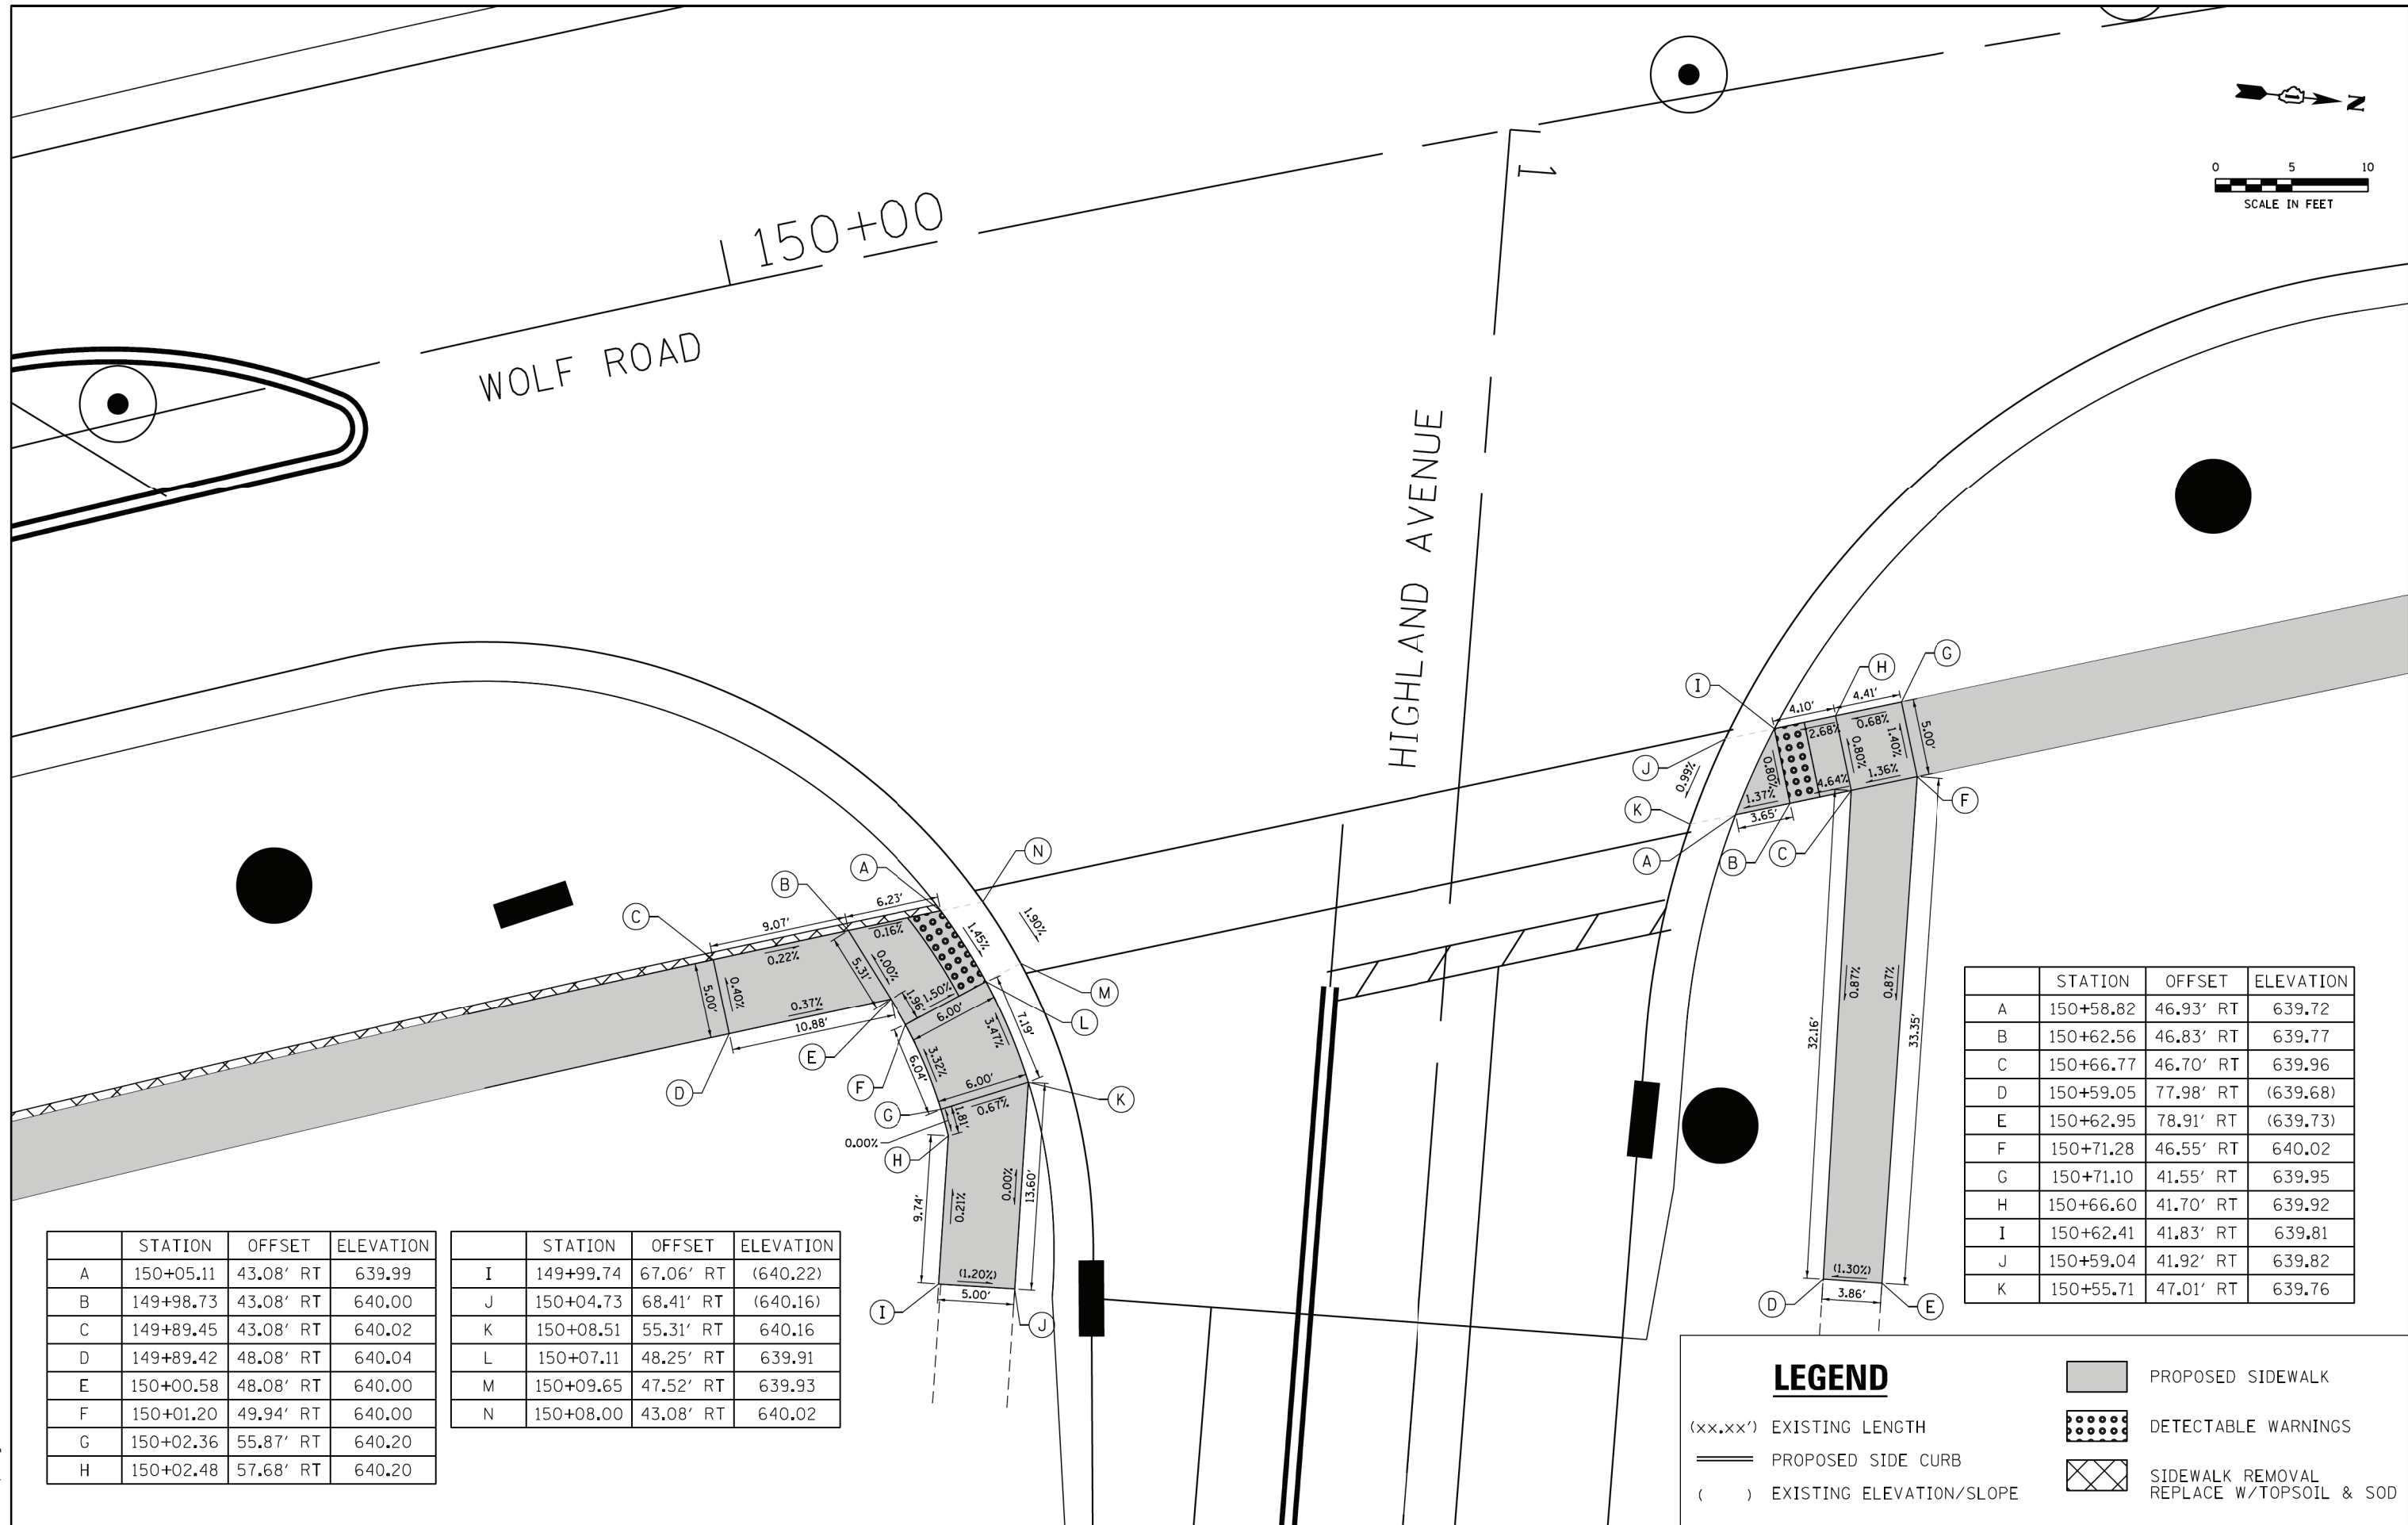 N
0 5 10
SCALE IN FEET
1
150+00
WOLF ROAD
HIGHLAND AVENUE
G
H
I
4.41'
4.10'
0.68%
2.68%
1.40%
5.00'
0.80%
J
0.99%
0.80%
4.64%
1.36%
1.37%
K
F
3.65'
A
B
C
0.87%
0.87%
32.16'
33.35'
(1.30%)
3.86'
D
E
N
A
B
6.23'
1.90%
C
9.07'
0.16%
1.45%
0.22%
5.31'
0.00%
0.40%
5.00'
0.37%
1.96'
1.50%
M
10.88'
6.00'
L
7.19'
3.47%
E
3.32%
F
6.04'
D
6.00'
K
G
1.81'
0.67%
0.00%
H
9.74'
0.21%
0.00%
13.60'
(1.20%)
5.00'
I
J
STATION OFFSET ELEVATION
A 150+58.82 46.93' RT 639.72
B 150+62.56 46.83' RT 639.77
C 150+66.77 46.70' RT 639.96
D 150+59.05 77.98' RT (639.68)
E 150+62.95 78.91' RT (639.73)
F 150+71.28 46.55' RT 640.02
G 150+71.10 41.55' RT 639.95
H 150+66.60 41.70' RT 639.92
I 150+62.41 41.83' RT 639.81
J 150+59.04 41.92' RT 639.82
K 150+55.71 47.01' RT 639.76
STATION OFFSET ELEVATION
A 150+05.11 43.08' RT 639.99
B 149+98.73 43.08' RT 640.00
C 149+89.45 43.08' RT 640.02
D 149+89.42 48.08' RT 640.04
E 150+00.58 48.08' RT 640.00
F 150+01.20 49.94' RT 640.00
G 150+02.36 55.87' RT 640.20
H 150+02.48 57.68' RT 640.20
STATION OFFSET ELEVATION
I 149+99.74 67.06' RT (640.22)
J 150+04.73 68.41' RT (640.16)
K 150+08.51 55.31' RT 640.16
L 150+07.11 48.25' RT 639.91
M 150+09.65 47.52' RT 639.93
N 150+08.00 43.08' RT 640.02
LEGEND
(xx.xx') EXISTING LENGTH
PROPOSED SIDE CURB
( ) EXISTING ELEVATION/SLOPE
PROPOSED SIDEWALK
DETECTABLE WARNINGS
SIDEWALK REMOVAL
REPLACE W/TOPSOIL & SOD